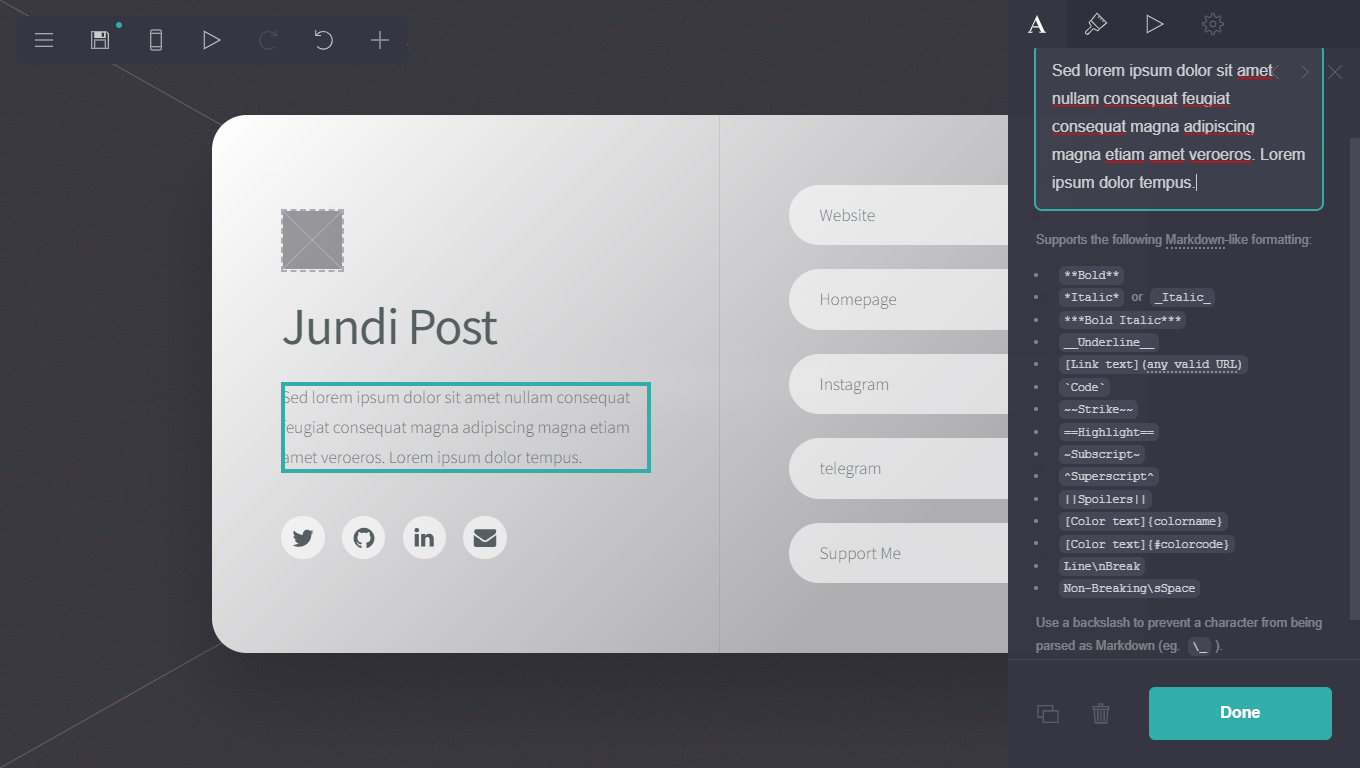 Jundi Post
Sed lorem ipsum dolor sit amet nullam consequat
feugiat consequat magna adipiscing magna etiam
amet veroeros. Lorem ipsum dolor tempus.
Website
Homepage
Instagram
telegram
Support Me
A
Sed lorem ipsum dolor sit amet
nullam consequat feugiat
consequat magna adipiscing
magna etiam amet veroeros. Lorem
ipsum dolor tempus.
Supports the following Markdown-like formatting:
**Bold**
*Italic* or _Italic_
***Bold Italic***
__Underline__
[Link text](any valid URL)
`Code`
~~Strike~~
==Highlight==
~Subscript~
^Superscript^
||Spoilers||
[Color text]{colorname}
[Color text]{#colorcode}
Line\nBreak
Non-Breaking\sSpace
Use a backslash to prevent a character from being
parsed as Markdown (eg. \_ ).
Done